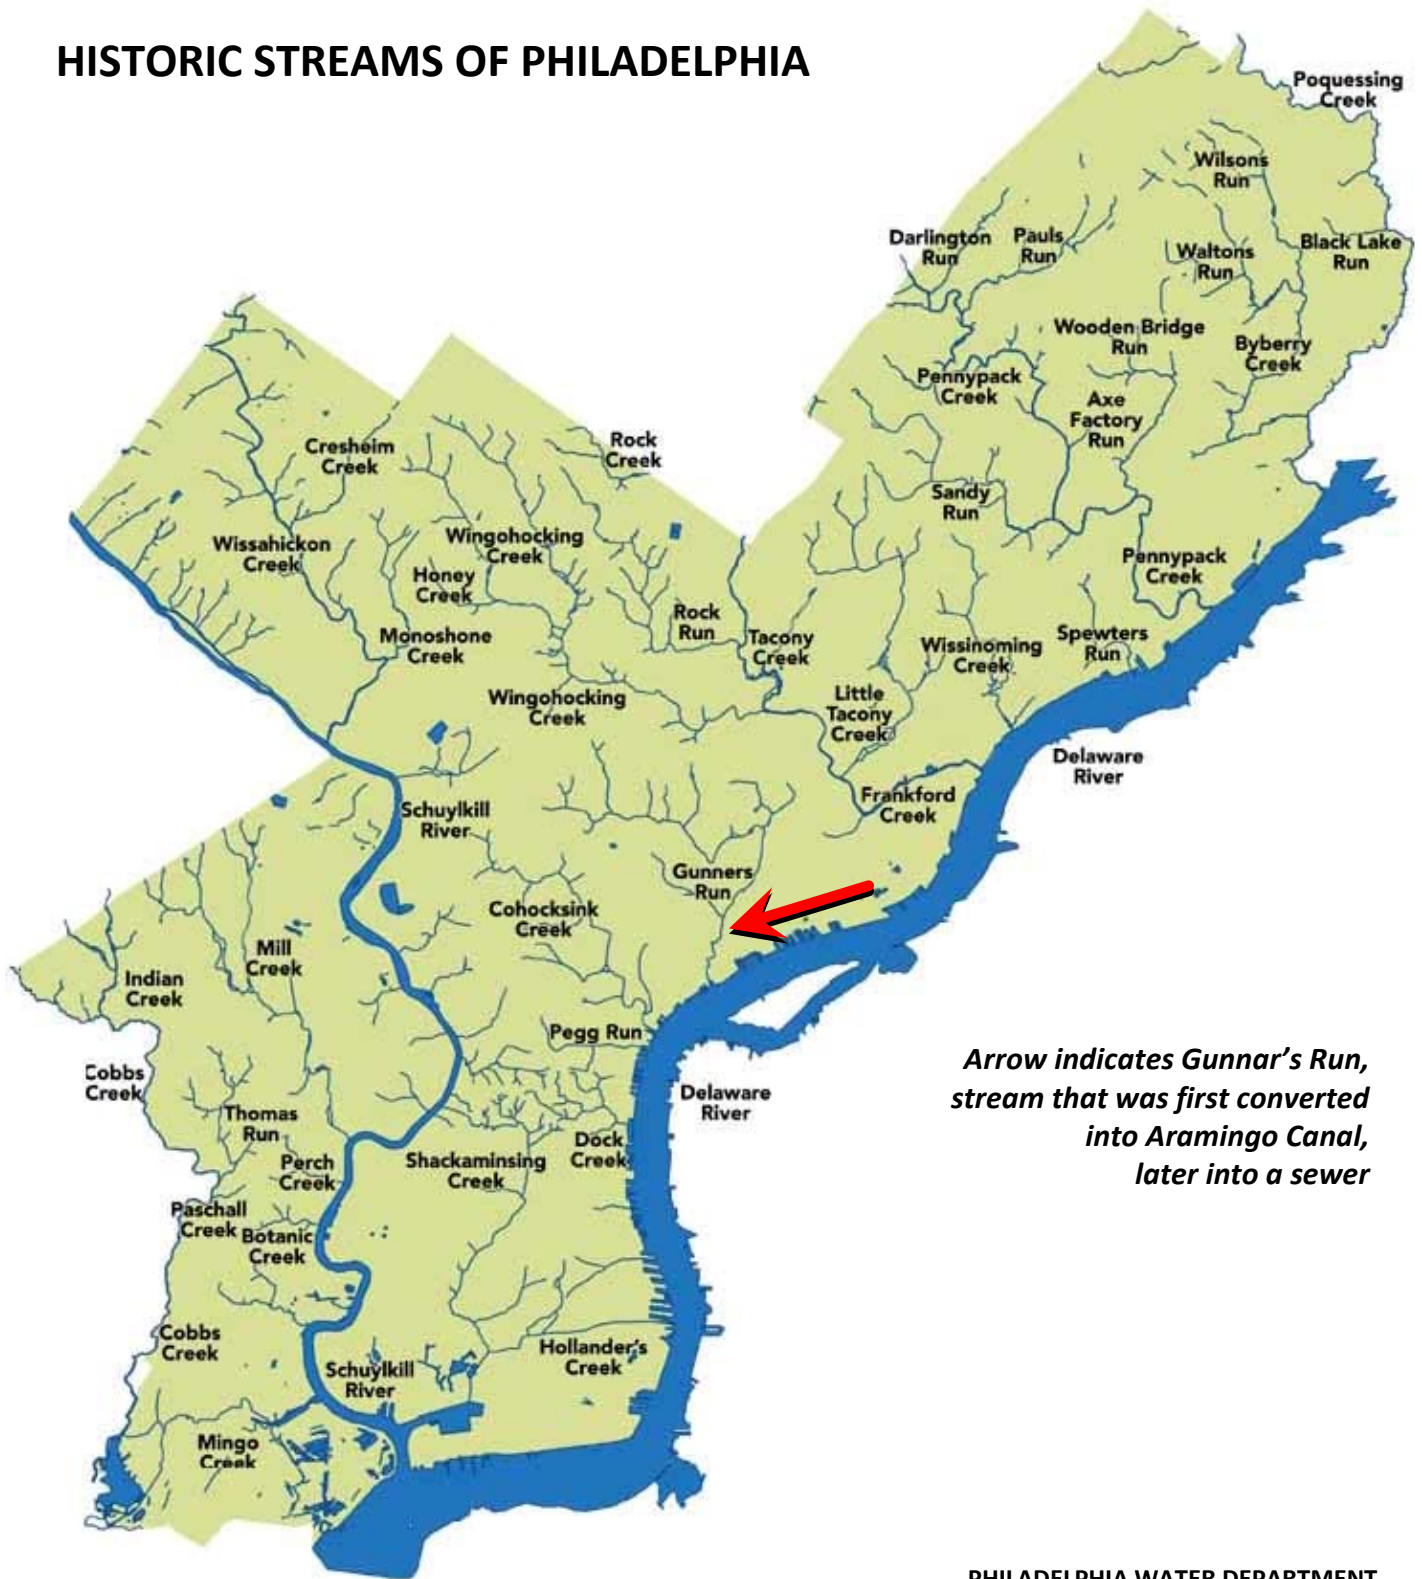 HISTORIC STREAMS OF PHILADELPHIA
Poquessing
Creek
Wilsons
Run
Darlington
Run
Pauls
Run
Waltons
Run
Black Lake
Run
Wooden Bridge
Run
Byberry
Creek
Pennypack
Creek
Axe
Factory
Run
Rock
Creek
Cresheim
Creek
Sandy
Run
Wissahickon
Creek
Wingohocking
Creek
Honey
Creek
Pennypack
Creek
Rock
Run
Monoshone
Creek
Tacony
Creek
Wissinoming
Creek
Spewters
Run
Wingohocking
Creek
Little
Tacony
Creek
Delaware
River
Schuylkill
River
Frankford
Creek
Gunners
Run
Cohocksink
Creek
Mill
Creek
Indian
Creek
Pegg Run
Cobbs
Creek
Delaware
River
Arrow indicates Gunnar's Run,
stream that was first converted
into Aramingo Canal,
later into a sewer
Thomas
Run
Perch
Creek
Shackaminsing
Creek
Dock
Creek
Paschall
Creek
Botanic
Creek
Cobbs
Creek
Schuylkill
River
Hollander's
Creek
Mingo
Creek
PHILADELPHIA WATER DEPARTMENT